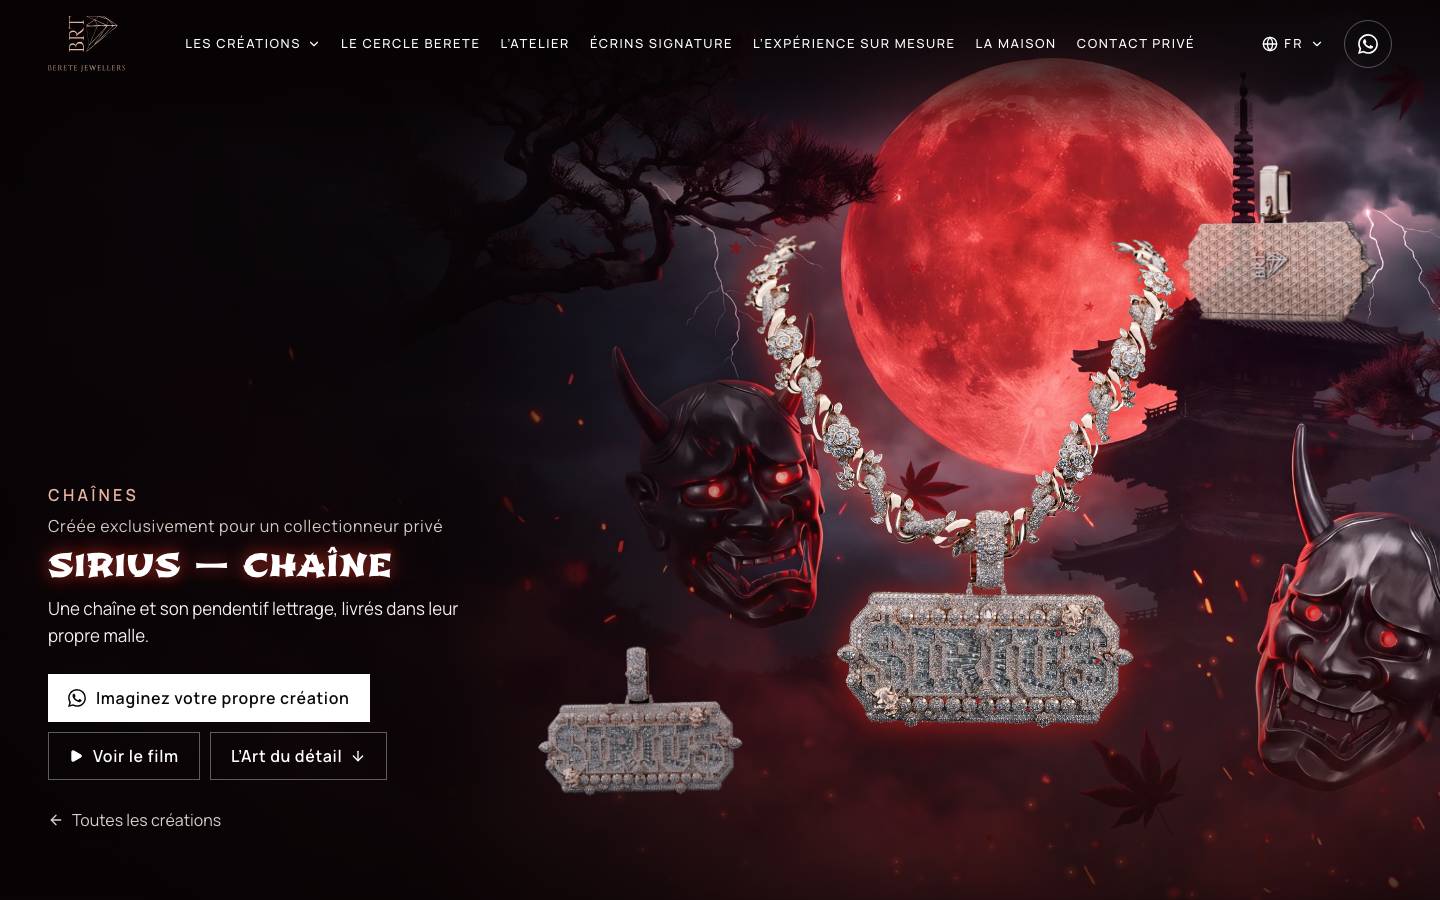 BRT
BERETE JEWELLERS
LES CRÉATIONS
LE CERCLE BERETE
L'ATELIER
ÉCRINS SIGNATURE
L'EXPÉRIENCE SUR MESURE
LA MAISON
CONTACT PRIVÉ
FR
BRT
CHAÎNES
Créée exclusivement pour un collectionneur privé
SIRIUS — CHAÎNE
Une chaîne et son pendentif lettrage, livrés dans leur
propre malle.
Imaginez votre propre création
Voir le film
L'Art du détail
Toutes les créations
SIRIUS
SIRIUS